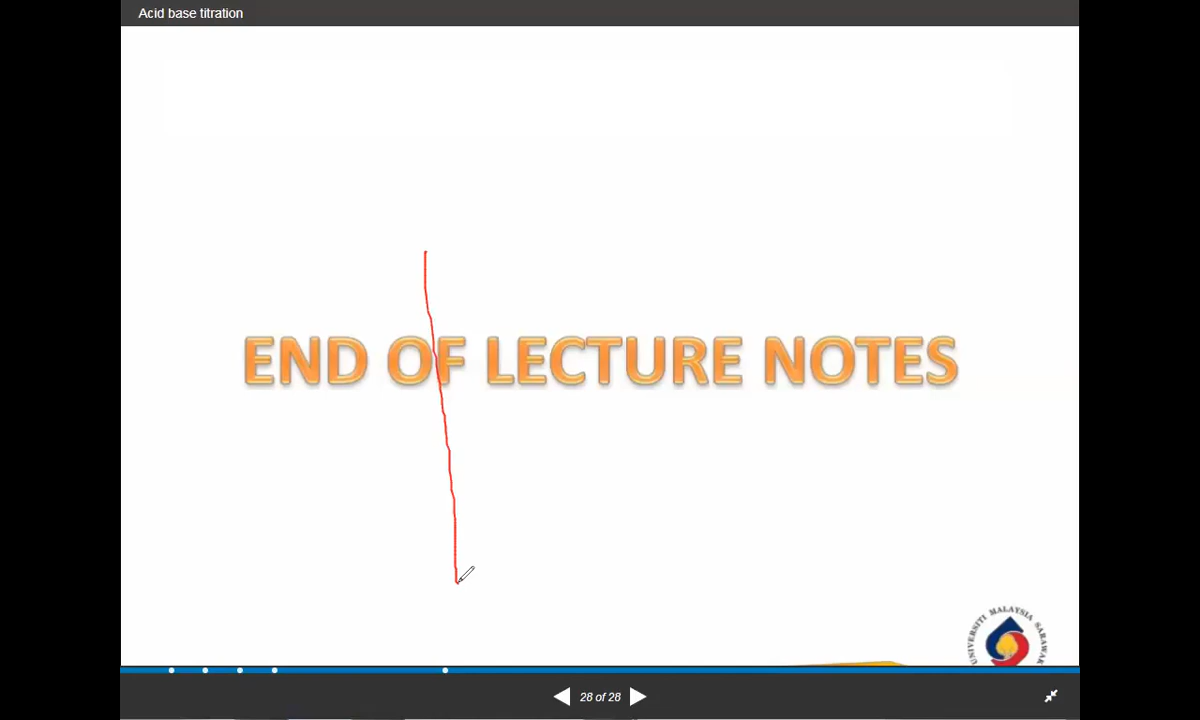 Acid base titration
END OF LECTURE NOTES
UNIVERSITI MALAYSIA SARAWAK
28 of 28